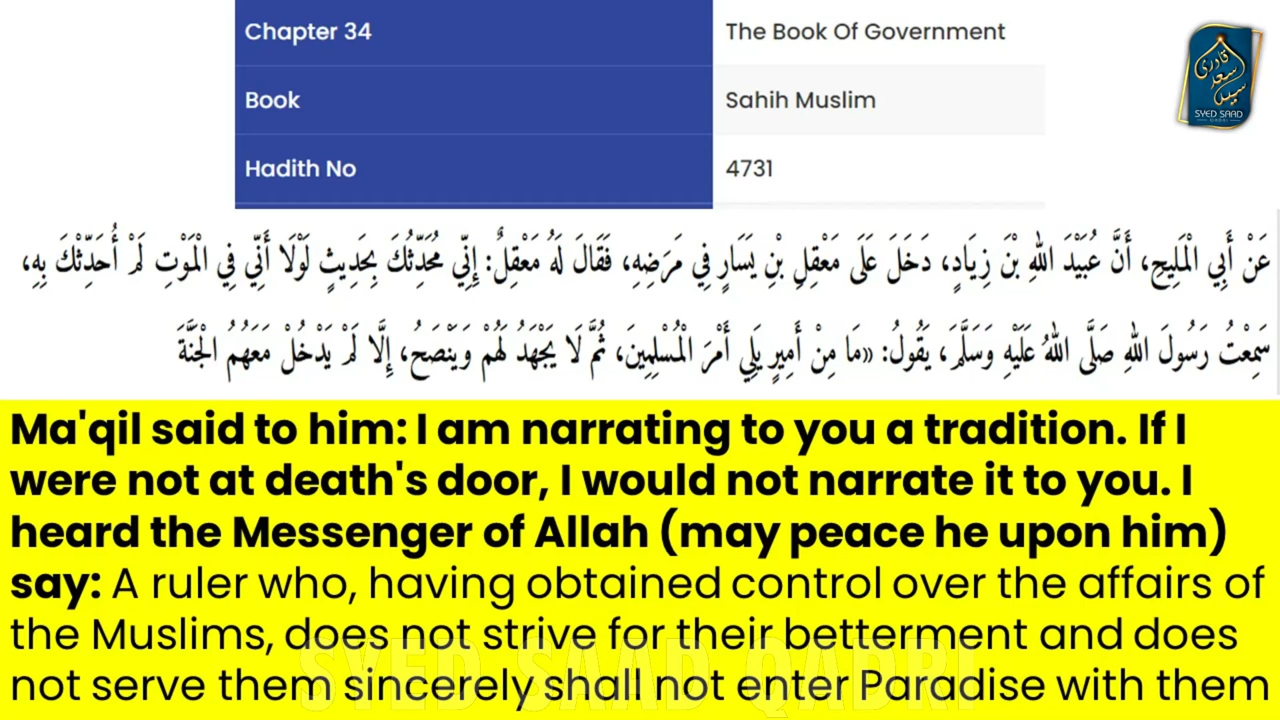 Chapter 34 The Book Of Government
Book Sahih Muslim
Hadith No 4731
قادری
سعد
سید
SYED SAAD
QADRI
عَنْ أَبِي الْمَلِيحِ، أَنَّ عُبَيْدَ اللهِ بْنَ زِيَادٍ، دَخَلَ عَلَى مَعْقِلِ بْنِ يَسَارٍ فِي مَرَضِهِ، فَقَالَ لَهُ مَعْقِلٌ: إِنِّي مُحَدِّثُكَ بِحَدِيثٍ لَوْلَا أَنِّي فِي الْمَوْتِ لَمْ أُحَدِّثْكَ بِهِ،
سَمِعْتُ رَسُولَ اللهِ صَلَّى اللهُ عَلَيْهِ وَسَلَّمَ، يَقُولُ: «مَا مِنْ أَمِيرٍ يَلِي أَمْرَ الْمُسْلِمِينَ، ثُمَّ لَا يَجْهَدُ لَهُمْ وَيَنْصَحُ، إِلَّا لَمْ يَدْخُلْ مَعَهُمُ الْجَنَّةَ
Ma'qil said to him: I am narrating to you a tradition. If I
were not at death's door, I would not narrate it to you. I
heard the Messenger of Allah (may peace he upon him)
say: A ruler who, having obtained control over the affairs of
the Muslims, does not strive for their betterment and does
not serve them sincerely shall not enter Paradise with them
SYED SAAD QADRI